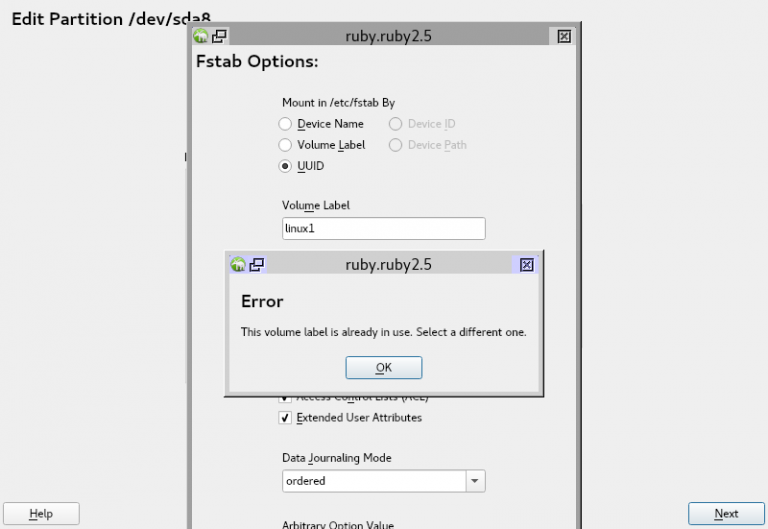 Edit Partition /dev/sda8
ruby.ruby2.5
Fstab Options:
Mount in /etc/fstab By
Device Name
Device ID
Volume Label
Device Path
UUID
Volume Label
linux1
ruby.ruby2.5
Error
This volume label is already in use. Select a different one.
OK
Access Control Lists (ACL)
Extended User Attributes
Data Journaling Mode
ordered
Arbitrary Option Value
Help
Next